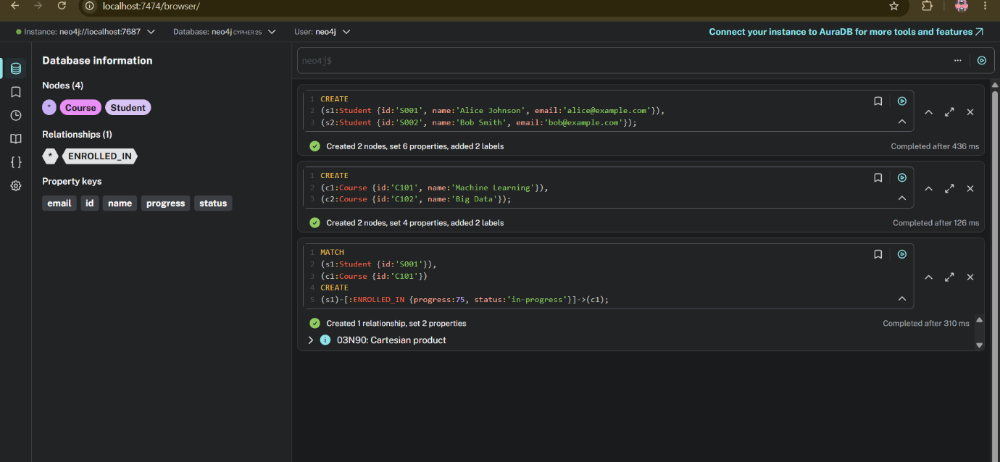 localhost:7474/browser/
Instance: neo4j://localhost:7687 Database: neo4j CYPHER 25 User: neo4j Connect your instance to AuraDB for more tools and features
Database information
Nodes (4)
* Course Student
Relationships (1)
* ENROLLED_IN
Property keys
email id name progress status
neo4j$
1 CREATE
2 (s1:Student {id:'S001', name:'Alice Johnson', email:'alice@example.com'}),
3 (s2:Student {id:'S002', name:'Bob Smith', email:'bob@example.com'});
Created 2 nodes, set 6 properties, added 2 labels Completed after 436 ms
1 CREATE
2 (c1:Course {id:'C101', name:'Machine Learning'}),
3 (c2:Course {id:'C102', name:'Big Data'});
Created 2 nodes, set 4 properties, added 2 labels Completed after 126 ms
1 MATCH
2 (s1:Student {id:'S001'}),
3 (c1:Course {id:'C101'})
4 CREATE
5 (s1)-[:ENROLLED_IN {progress:75, status:'in-progress'}]->(c1);
Created 1 relationship, set 2 properties Completed after 310 ms
03N90: Cartesian product